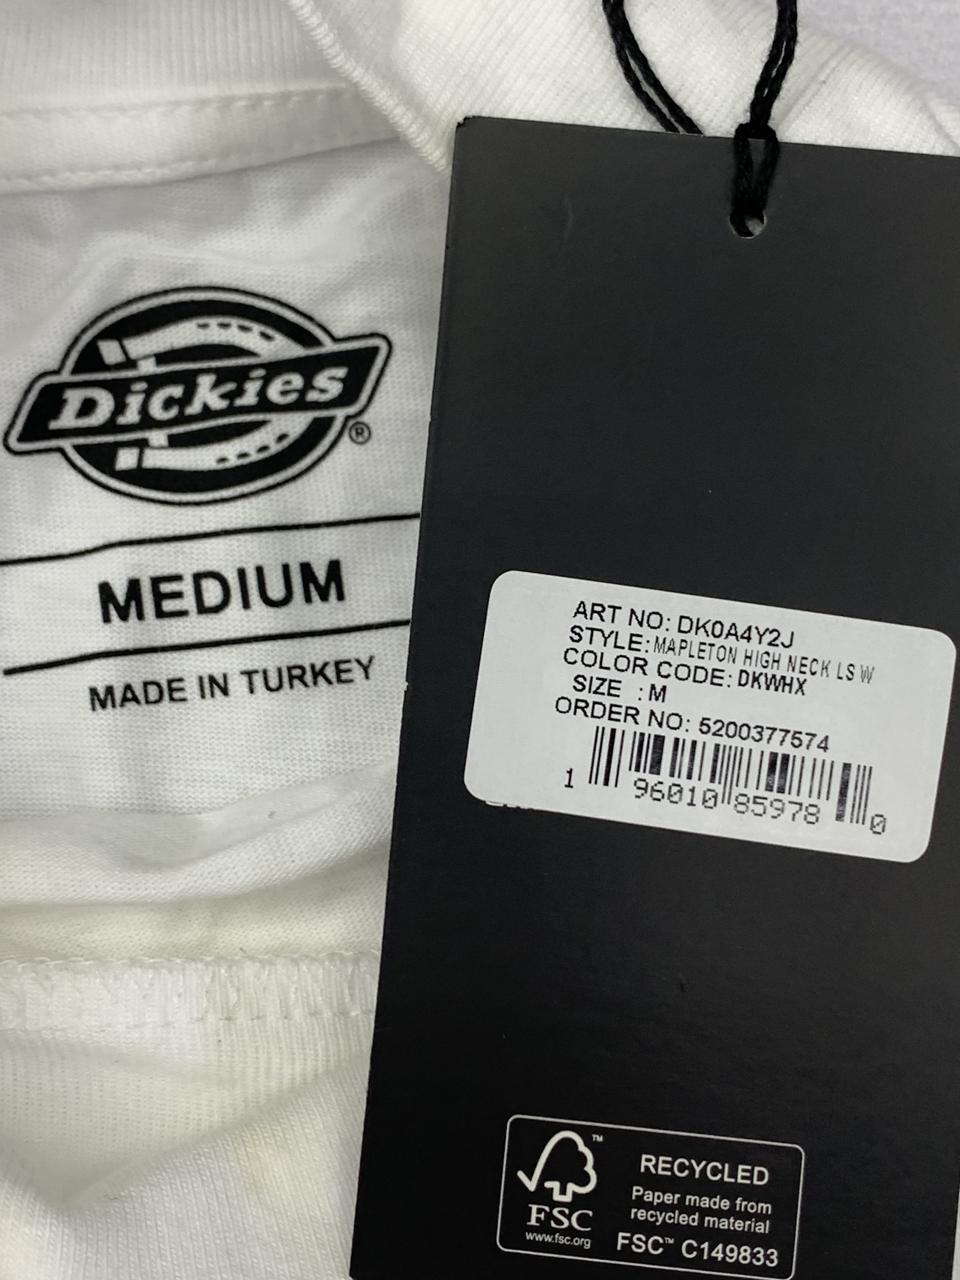 Dickies®
MEDIUM
MADE IN TURKEY
ART NO: DK0A4Y2J
STYLE: MAPLETON HIGH NECK LS W
COLOR CODE: DKWHX
SIZE : M
ORDER NO: 5200377574
1 96010 85978 0
FSC
www.fsc.org
™
RECYCLED
Paper made from
recycled material
FSC™ C149833